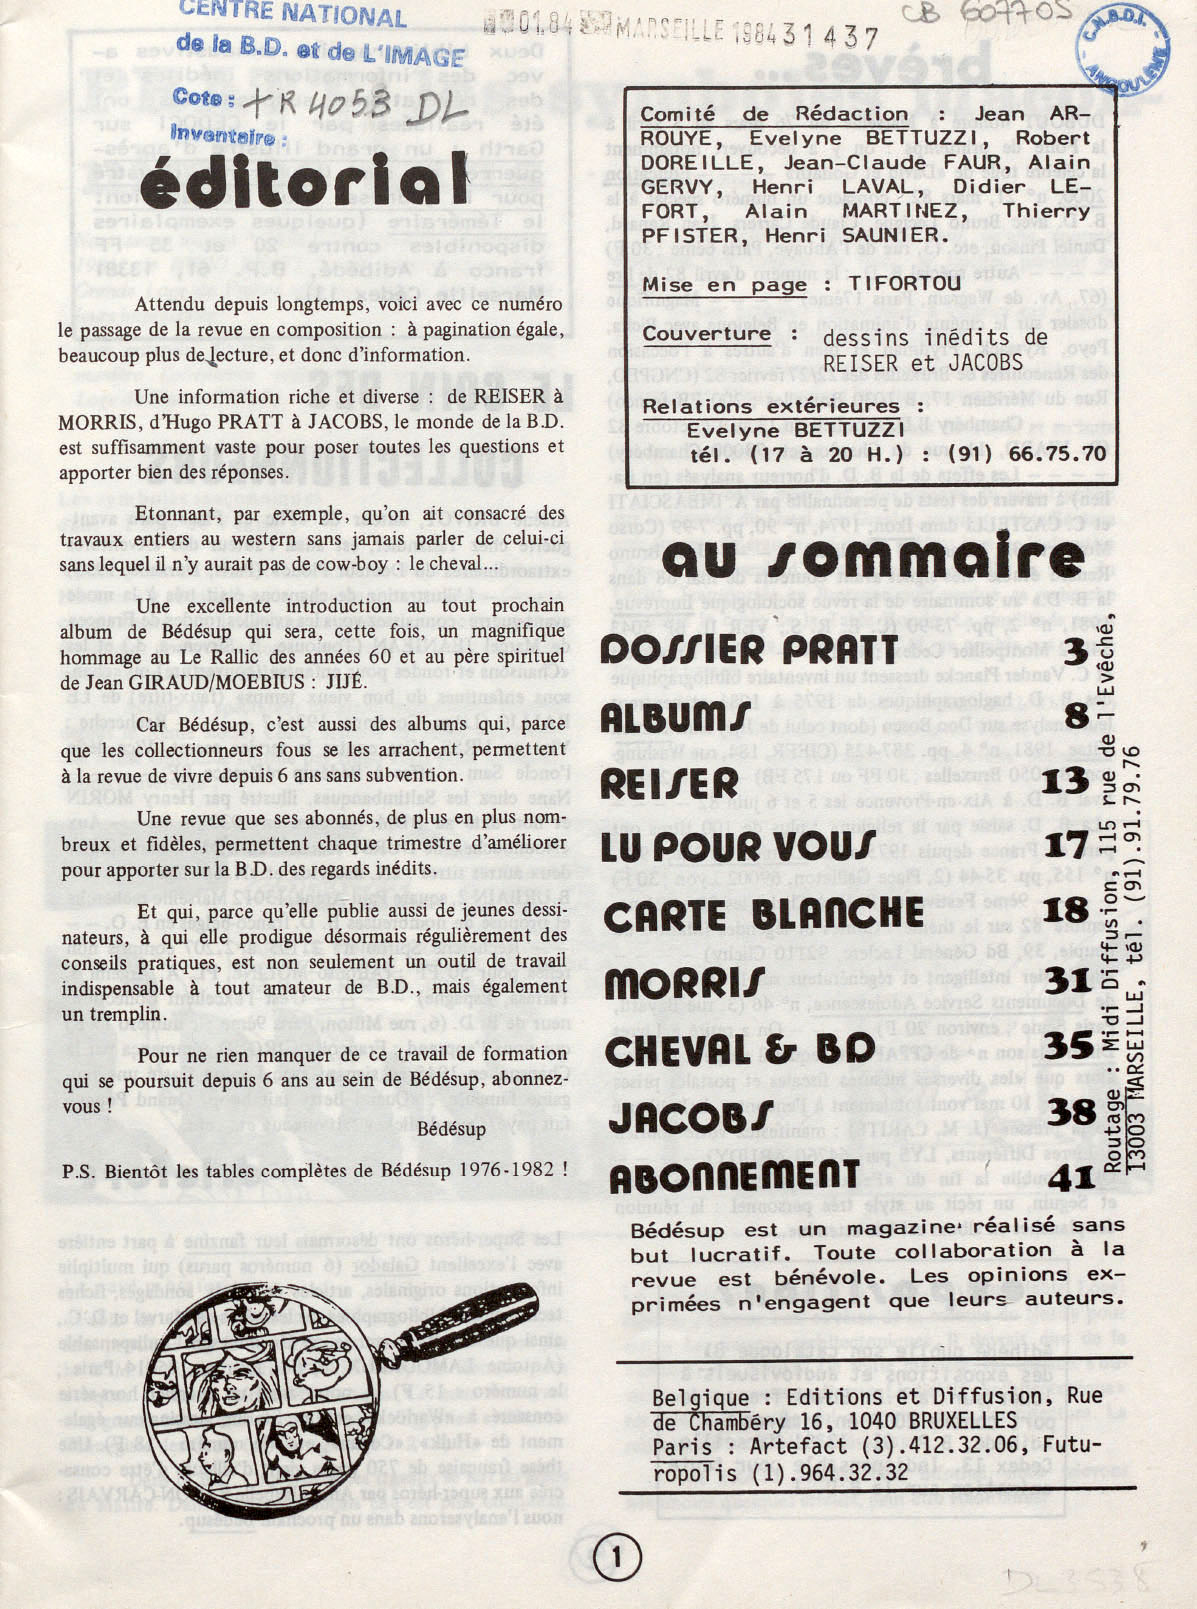 CENTRE NATIONAL
de la B.D. et de L'IMAGE
Cote : +R 4053 DL
Inventaire :
01.84 MARSEILLE 1984 31437
CB 607705
C.N.B.D.I. ANGOULEME
éditorial
Attendu depuis longtemps, voici avec ce numéro
le passage de la revue en composition : à pagination égale,
beaucoup plus de lecture, et donc d'information.
Une information riche et diverse : de REISER à
MORRIS, d'Hugo PRATT à JACOBS, le monde de la B.D.
est suffisamment vaste pour poser toutes les questions et
apporter bien des réponses.
Etonnant, par exemple, qu'on ait consacré des
travaux entiers au western sans jamais parler de celui-ci
sans lequel il n'y aurait pas de cow-boy : le cheval...
Une excellente introduction au tout prochain
album de Bédésup qui sera, cette fois, un magnifique
hommage au Le Rallic des années 60 et au père spirituel
de Jean GIRAUD/MOEBIUS : JIJÉ.
Car Bédésup, c'est aussi des albums qui, parce
que les collectionneurs fous se les arrachent, permettent
à la revue de vivre depuis 6 ans sans subvention.
Une revue que ses abonnés, de plus en plus nom-
breux et fidèles, permettent chaque trimestre d'améliorer
pour apporter sur la B.D. des regards inédits.
Et qui, parce qu'elle publie aussi de jeunes dessi-
nateurs, à qui elle prodigue désormais régulièrement des
conseils pratiques, est non seulement un outil de travail
indispensable à tout amateur de B.D., mais également
un tremplin.
Pour ne rien manquer de ce travail de formation
qui se poursuit depuis 6 ans au sein de Bédésup, abonnez-
vous !
Bédésup
P.S. Bientôt les tables complètes de Bédésup 1976-1982 !
Comité de Rédaction : Jean AR-
ROUYE, Evelyne BETTUZZI, Robert
DOREILLE, Jean-Claude FAUR, Alain
GERVY, Henri LAVAL, Didier LE-
FORT, Alain MARTINEZ, Thierry
PFISTER, Henri SAUNIER.
Mise en page : TIFORTOU
Couverture : dessins inédits de
REISER et JACOBS
Relations extérieures :
Evelyne BETTUZZI
tél. (17 à 20 H.) : (91) 66.75.70
au sommaire
DOSSIER PRATT 3
ALBUMS 8
REISER 13
LU POUR VOUS 17
CARTE BLANCHE 18
MORRIS 31
CHEVAL & BD 35
JACOBS 38
ABONNEMENT 41
Routage : Midi Diffusion, 115 rue de l'Evêché,
13003 MARSEILLE, tél. (91).91.79.76
Bédésup est un magazine réalisé sans
but lucratif. Toute collaboration à la
revue est bénévole. Les opinions ex-
primées n'engagent que leurs auteurs.
Belgique : Editions et Diffusion, Rue
de Chambéry 16, 1040 BRUXELLES
Paris : Artefact (3).412.32.06, Futu-
ropolis (1).964.32.32
1
DL3538